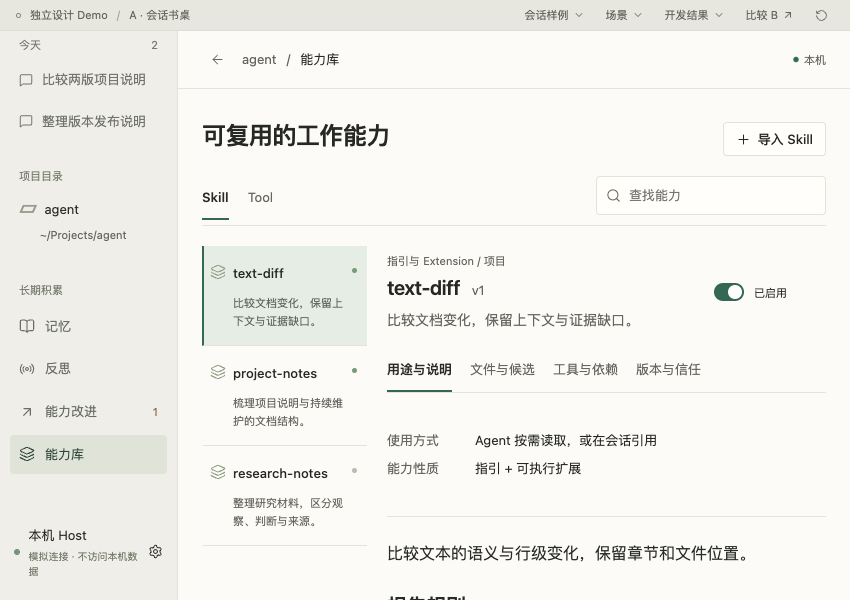 独立设计 Demo / A · 会话书桌
会话样例
场景
开发结果
比较 B
今天 2
比较两版项目说明
整理版本发布说明
项目目录
agent
~/Projects/agent
长期积累
记忆
反思
能力改进 1
能力库
本机 Host
模拟连接 · 不访问本机数
据
agent / 能力库
本机
可复用的工作能力
导入 Skill
Skill Tool
查找能力
text-diff
比较文档变化，保留上
下文与证据缺口。
project-notes
梳理项目说明与持续维
护的文档结构。
research-notes
整理研究材料，区分观
察、判断与来源。
指引与 Extension / 项目
text-diff v1
已启用
比较文档变化，保留上下文与证据缺口。
用途与说明 文件与候选 工具与依赖 版本与信任
使用方式 Agent 按需读取，或在会话引用
能力性质 指引 + 可执行扩展
比较文本的语义与行级变化，保留章节和文件位置。